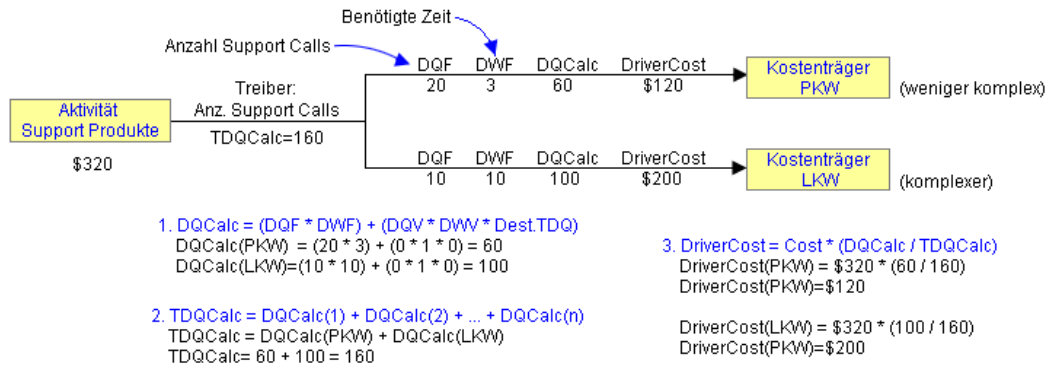 Benötigte Zeit
Anzahl Support Calls
DQF DWF DQCalc DriverCost
20 3 60 $120
Kostenträger
PKW
(weniger komplex)
Treiber:
Anz. Support Calls
TDQCalc=160
Aktivität
Support Produkte
$320
DQF DWF DQCalc DriverCost
10 10 100 $200
Kostenträger
LKW
(komplexer)
1. DQCalc = (DQF * DWF) + (DQV * DWV * Dest.TDQ)
DQCalc(PKW) = (20 * 3) + (0 * 1 * 0) = 60
DQCalc(LKW)=(10 * 10) + (0 * 1 * 0) = 100
2. TDQCalc = DQCalc(1) + DQCalc(2) + ... + DQCalc(n)
TDQCalc = DQCalc(PKW) + DQCalc(LKW)
TDQCalc= 60 + 100 = 160
3. DriverCost = Cost * (DQCalc / TDQCalc)
DriverCost(PKW) = $320 * (60 / 160)
DriverCost(PKW)=$120
DriverCost(LKW) = $320 * (100 / 160)
DriverCost(PKW)=$200